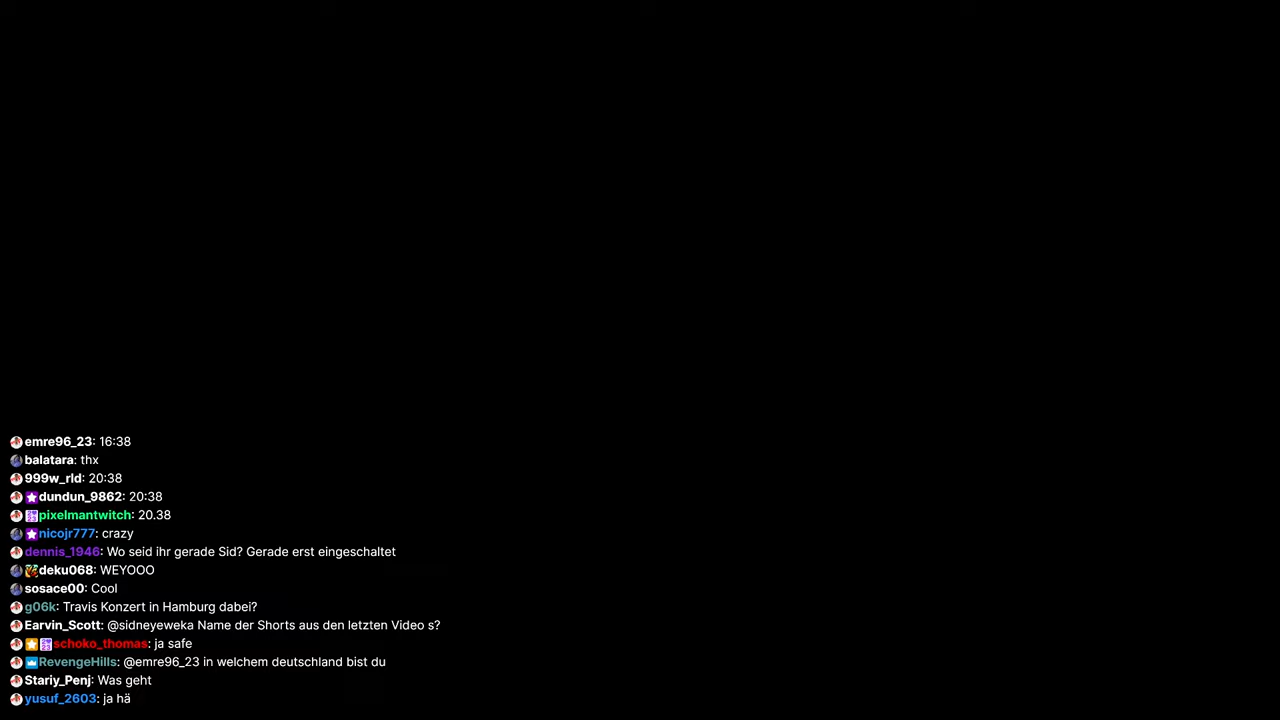 emre96_23: 16:38
balatara: thx
999w_rld: 20:38
dundun_9862: 20:38
pixelmantwitch: 20.38
nicojr777: crazy
dennis_1946: Wo seid ihr gerade Sid? Gerade erst eingeschaltet
deku068: WEYOOO
sosace00: Cool
g06k: Travis Konzert in Hamburg dabei?
Earvin_Scott: @sidneyeweka Name der Shorts aus den letzten Video s?
schoko_thomas: ja safe
RevengeHills: @emre96_23 in welchem deutschland bist du
Stariy_Penj: Was geht
yusuf_2603: ja hä